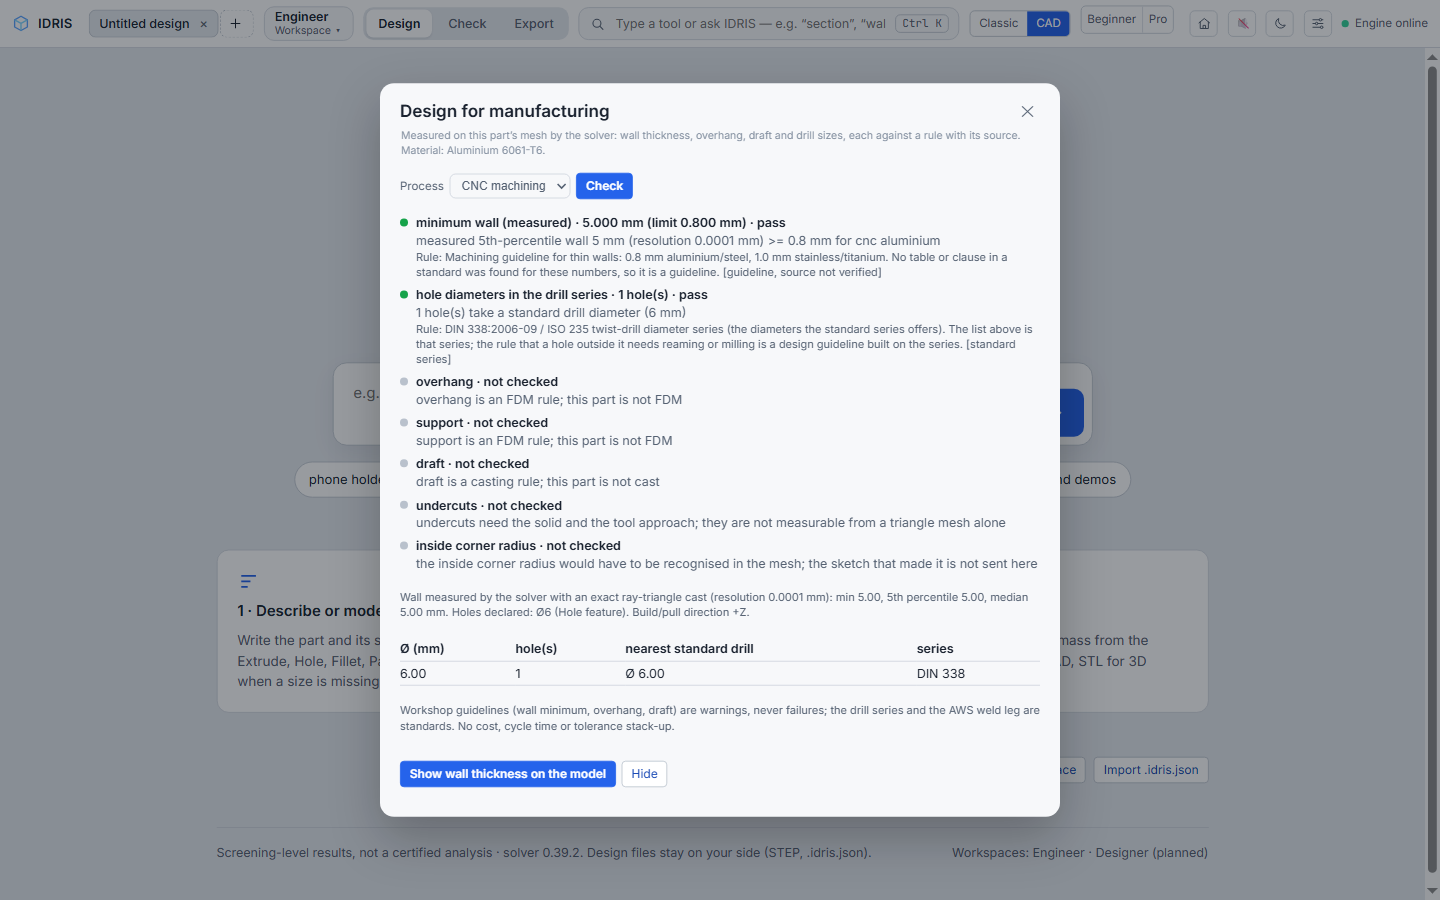 IDRIS
Untitled design ×
+
Engineer
Workspace ▾
Design
Check
Export
Type a tool or ask IDRIS — e.g. “section”, “wal
Ctrl K
Classic
CAD
Beginner
Pro
Engine online
Design for manufacturing
Measured on this part’s mesh by the solver: wall thickness, overhang, draft and drill sizes, each against a rule with its source.
Material: Aluminium 6061-T6.
Process
CNC machining
Check
minimum wall (measured) · 5.000 mm (limit 0.800 mm) · pass
measured 5th-percentile wall 5 mm (resolution 0.0001 mm) >= 0.8 mm for cnc aluminium
Rule: Machining guideline for thin walls: 0.8 mm aluminium/steel, 1.0 mm stainless/titanium. No table or clause in a
standard was found for these numbers, so it is a guideline. [guideline, source not verified]
hole diameters in the drill series · 1 hole(s) · pass
1 hole(s) take a standard drill diameter (6 mm)
Rule: DIN 338:2006-09 / ISO 235 twist-drill diameter series (the diameters the standard series offers). The list above is
that series; the rule that a hole outside it needs reaming or milling is a design guideline built on the series. [standard
series]
overhang · not checked
overhang is an FDM rule; this part is not FDM
support · not checked
support is an FDM rule; this part is not FDM
draft · not checked
draft is a casting rule; this part is not cast
undercuts · not checked
undercuts need the solid and the tool approach; they are not measurable from a triangle mesh alone
inside corner radius · not checked
the inside corner radius would have to be recognised in the mesh; the sketch that made it is not sent here
Wall measured by the solver with an exact ray-triangle cast (resolution 0.0001 mm): min 5.00, 5th percentile 5.00, median
5.00 mm. Holes declared: Ø6 (Hole feature). Build/pull direction +Z.
Ø (mm) hole(s) nearest standard drill series
6.00 1 Ø 6.00 DIN 338
Workshop guidelines (wall minimum, overhang, draft) are warnings, never failures; the drill series and the AWS weld leg are
standards. No cost, cycle time or tolerance stack-up.
Show wall thickness on the model
Hide
e.g.
phone hold
nd demos
1 · Describe or mode
Write the part and its s
Extrude, Hole, Fillet, Pa
when a size is missing
mass from the
D, STL for 3D
ce
Import .idris.json
Screening-level results, not a certified analysis · solver 0.39.2. Design files stay on your side (STEP, .idris.json).
Workspaces: Engineer · Designer (planned)